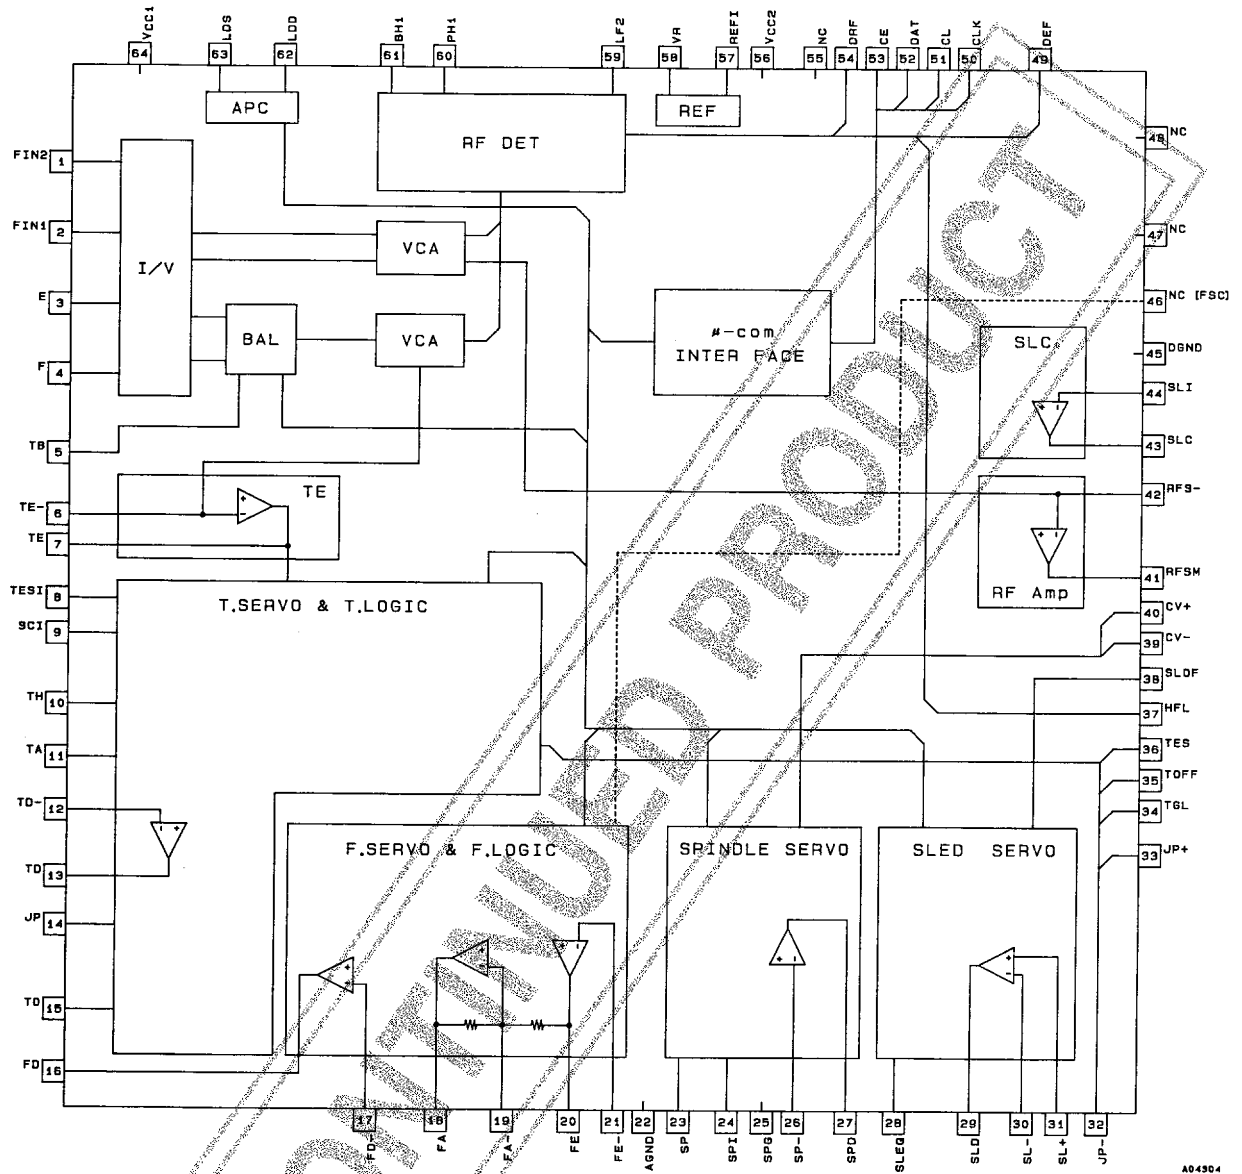 64 VCC1
63 LDS
62 LDD
61 BH1
60 PH1
59 LF2
58 VR
57 REFI
56 VCC2
55 NC
54 DRF
53 CE
52 DAT
51 CL
50 CLK
49 DEF
APC
RF DET
REF
48 NC
FIN2 1
FIN1 2
I/V
VCA
47 NC
E 3
BAL
VCA
μ-com
INTER FACE
46 NC [FSC]
SLC
F 4
45 DGND
44 SLI
TB 5
43 SLC
TE
TE- 6
42 RFS-
TE 7
RF Amp
41 RFSM
TESI 8
T.SERVO & T.LOGIC
40 CV+
SCI 9
39 CV-
38 SLOF
TH 10
37 HFL
TA 11
36 TES
35 TOFF
TD- 12
34 TGL
F.SERVO & F.LOGIC
SPINDLE SERVO
SLED SERVO
33 JP+
TD 13
JP 14
TO 15
FD 16
17 FD-
18 FA
19 FA-
20 FE
21 FE-
22 AGND
23 SP
24 SPI
25 SPG
26 SP-
27 SPD
28 SLEQ
29 SLD
30 SL-
31 SL+
32 JP-
ONTINUED PRODUCT
A04304